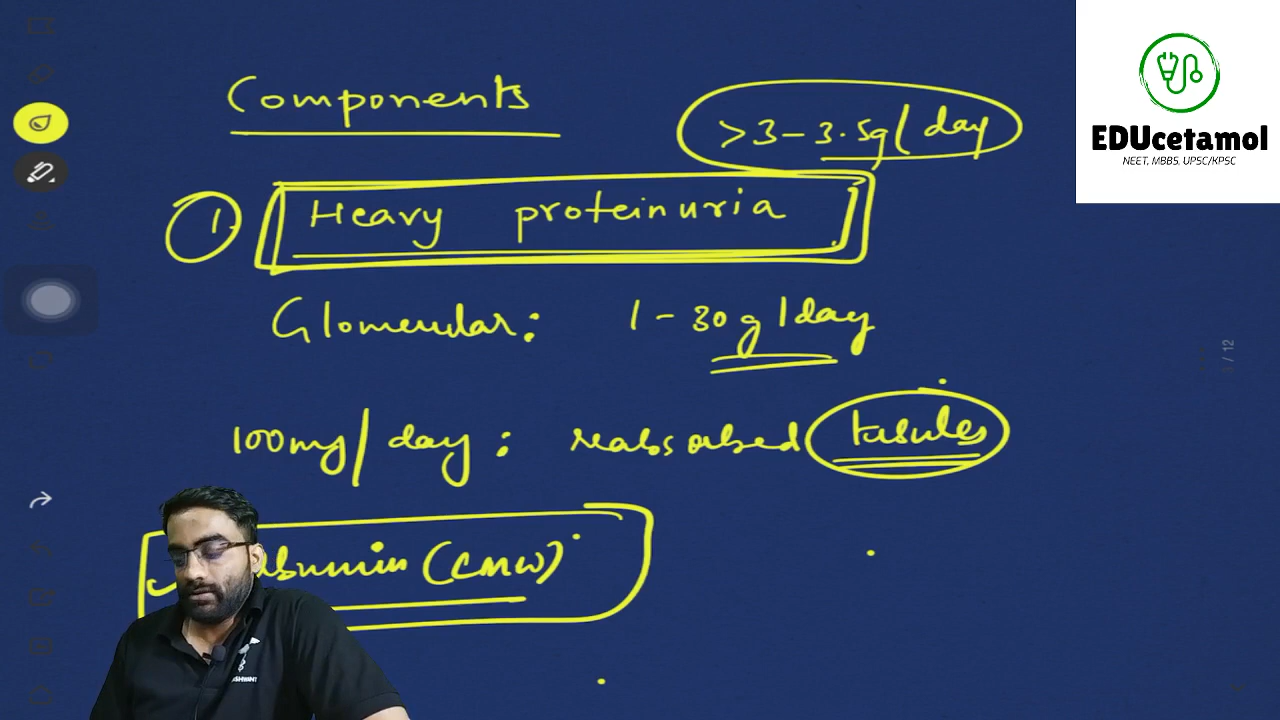 Components
>3-3.5g/day
EDUcetamol
NEET, MBBS, UPSC/KPSC
1. Heavy proteinuria
Glomerular: 1-30g/day
100mg/day: reabsorbed tubules
(LMW)
/ 12